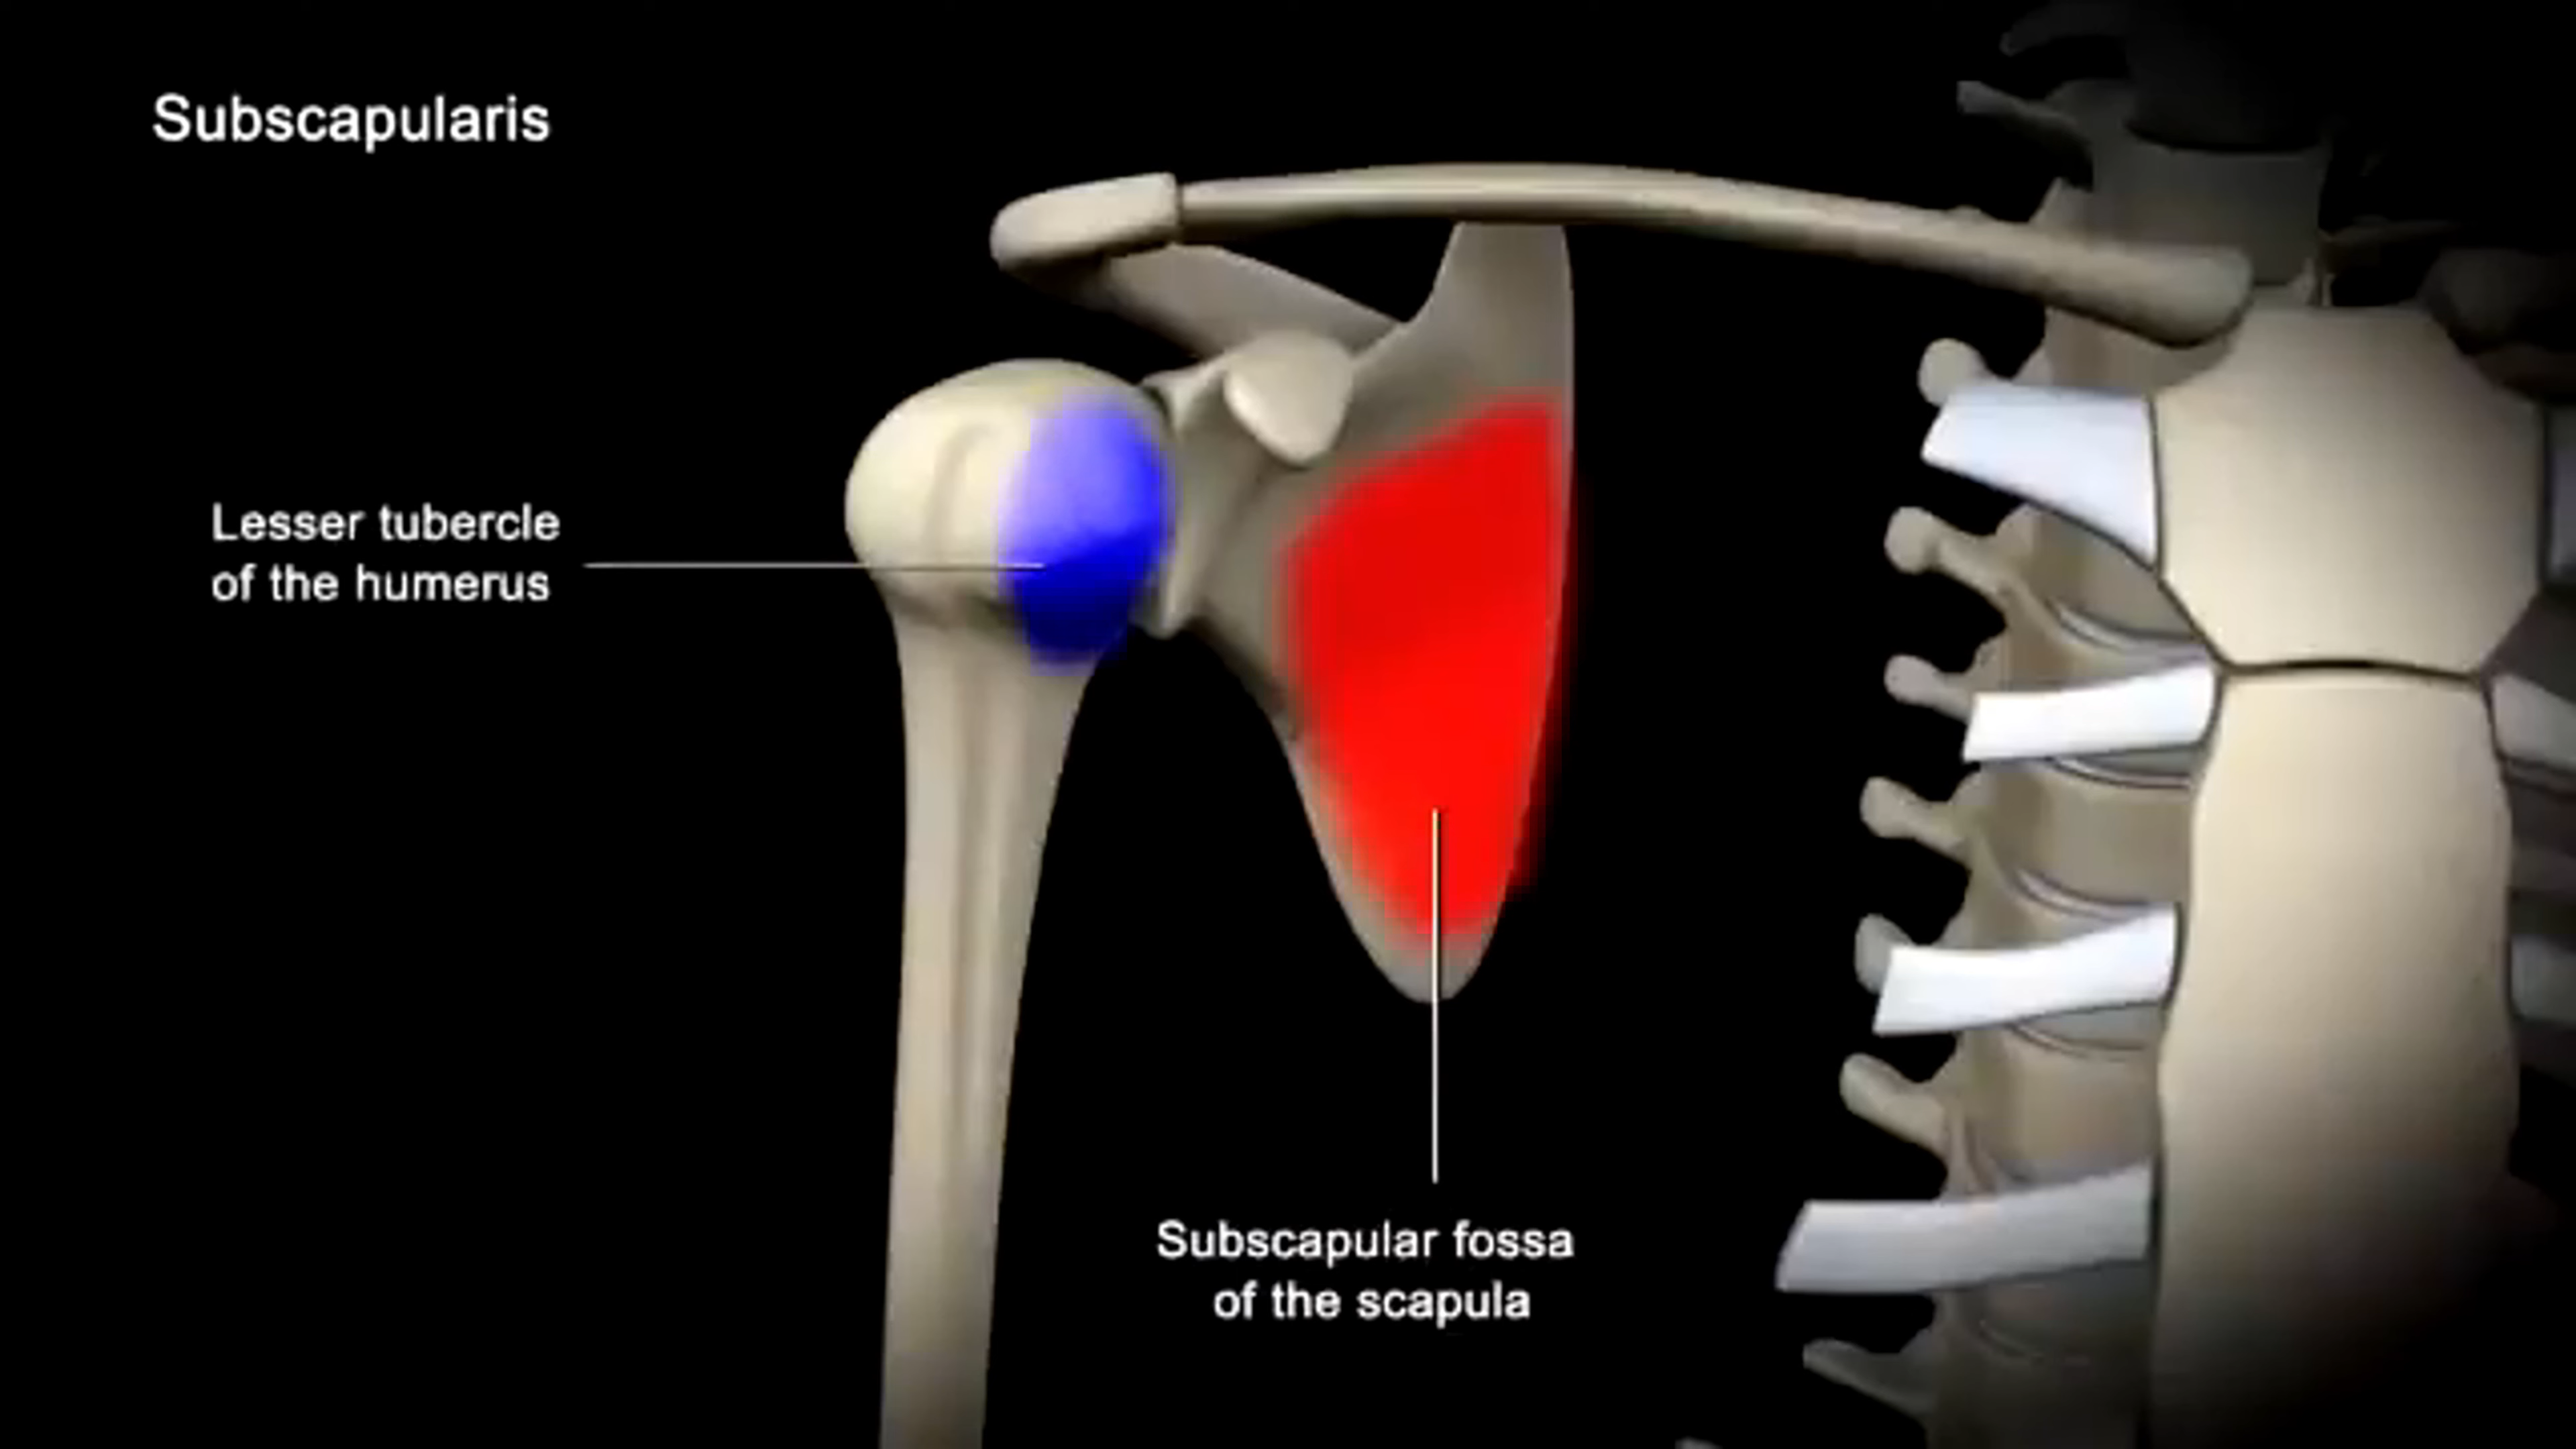 Subscapularis
Lesser tubercle
of the humerus
Subscapular fossa
of the scapula